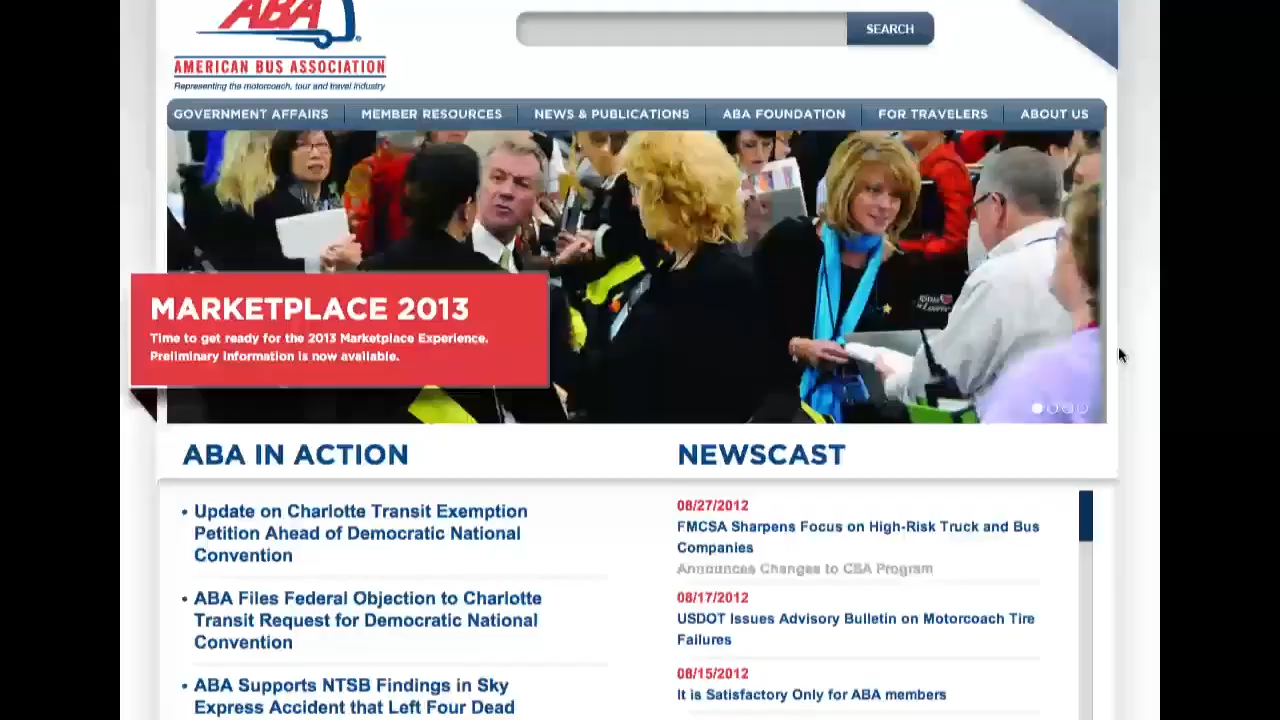 ABA
SEARCH
AMERICAN BUS ASSOCIATION
Representing the motorcoach, tour and travel industry
GOVERNMENT AFFAIRS
MEMBER RESOURCES
NEWS & PUBLICATIONS
ABA FOUNDATION
FOR TRAVELERS
ABOUT US
MARKETPLACE 2013
Time to get ready for the 2013 Marketplace Experience.
Preliminary information is now available.
ABA IN ACTION
• Update on Charlotte Transit Exemption
Petition Ahead of Democratic National
Convention
• ABA Files Federal Objection to Charlotte
Transit Request for Democratic National
Convention
• ABA Supports NTSB Findings in Sky
Express Accident that Left Four Dead
NEWSCAST
08/27/2012
FMCSA Sharpens Focus on High-Risk Truck and Bus
Companies
Announces Changes to CSA Program
08/17/2012
USDOT Issues Advisory Bulletin on Motorcoach Tire
Failures
08/15/2012
It is Satisfactory Only for ABA members